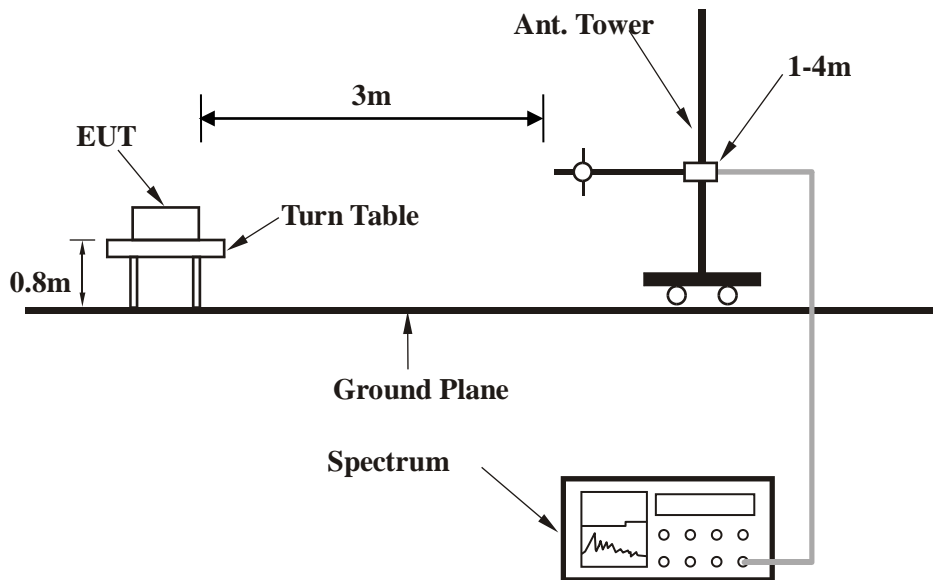 Ant. Tower
1-4m
3m
EUT
Turn Table
0.8m
Ground Plane
Spectrum